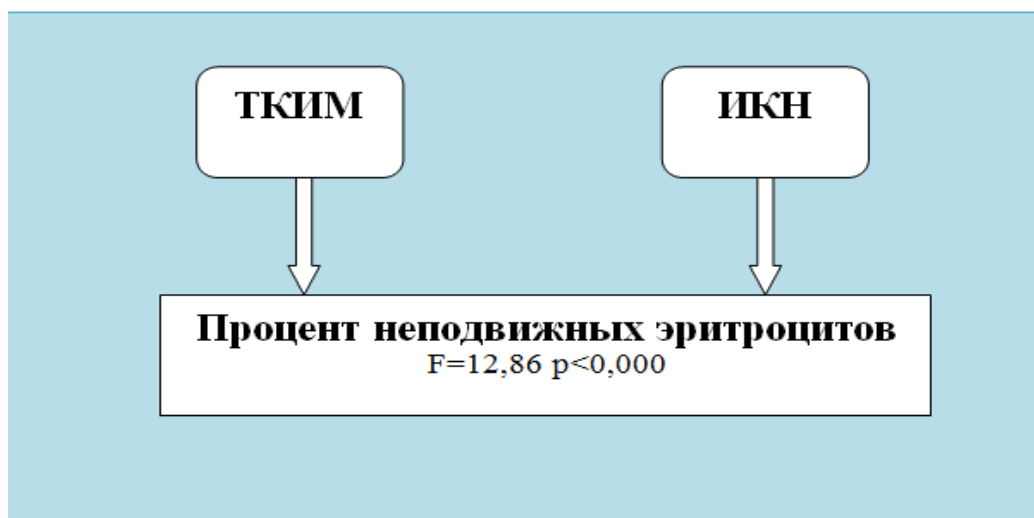 ТКИМ
ИКН
Процент неподвижных эритроцитов
F=12,86 p<0,000